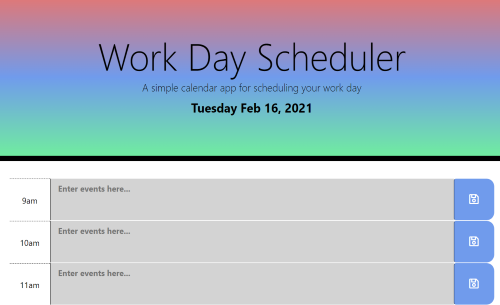 Work Day Scheduler
A simple calendar app for scheduling your work day
Tuesday Feb 16, 2021
9am
Enter events here...
10am
Enter events here...
11am
Enter events here...